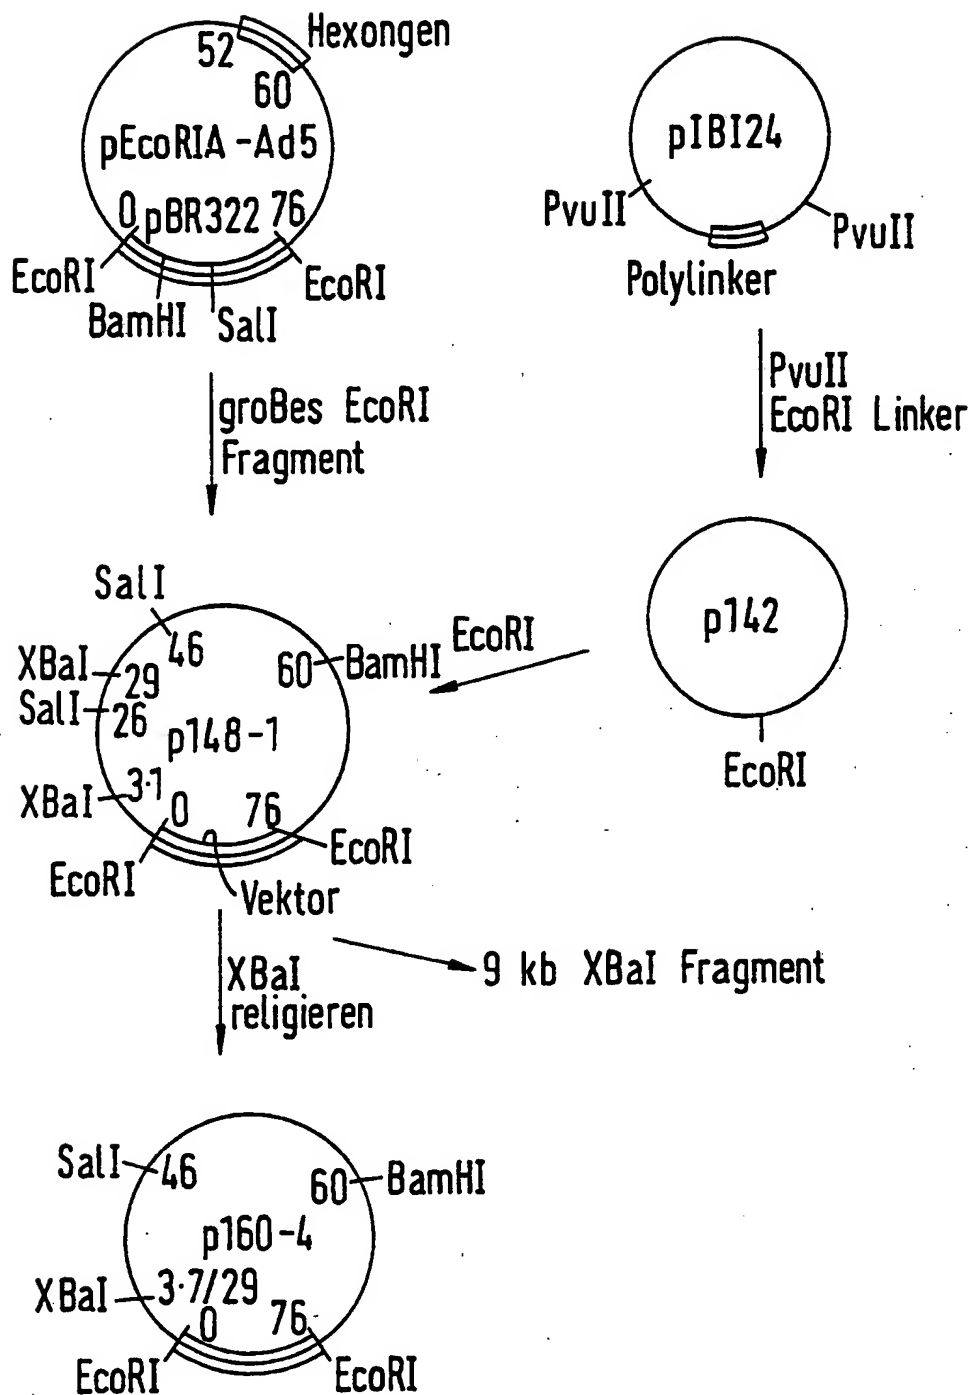 Hexongen
52
60
pEcoRIA-Ad5
0 pBR322 76
EcoRI
EcoRI
BamHI
SalI
groBes EcoRI
Fragment
pIBI24
PvuII
PvuII
Polylinker
PvuII
EcoRI Linker
p142
EcoRI
EcoRI
SalI
46
XBaI
29
60
BamHI
SalI
26
p148-1
XBaI
3·1
0
76
EcoRI
EcoRI
Vektor
XBaI
religieren
9 kb XBaI Fragment
SalI
46
60
BamHI
p160-4
XBaI
3·7/29
0
76
EcoRI
EcoRI